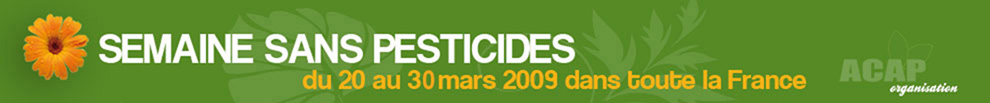 SEMAINE SANS PESTICIDES
du 20 au 30 mars 2009 dans toute la France
ACAP
organisation